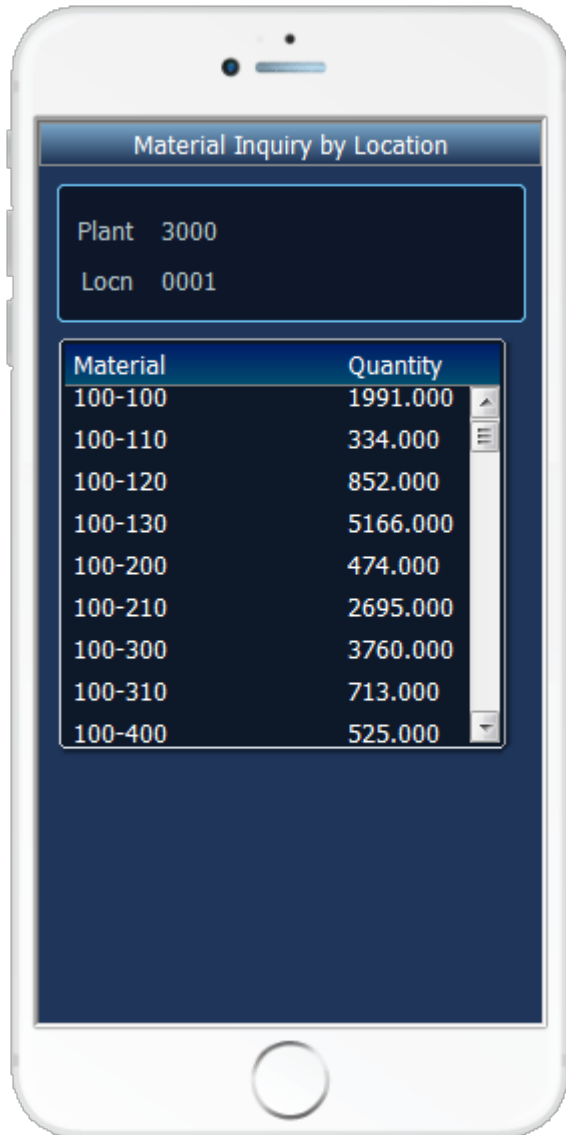 Material Inquiry by Location
Plant 3000
Locn 0001
Material Quantity
100-100 1991.000
100-110 334.000
100-120 852.000
100-130 5166.000
100-200 474.000
100-210 2695.000
100-300 3760.000
100-310 713.000
100-400 525.000